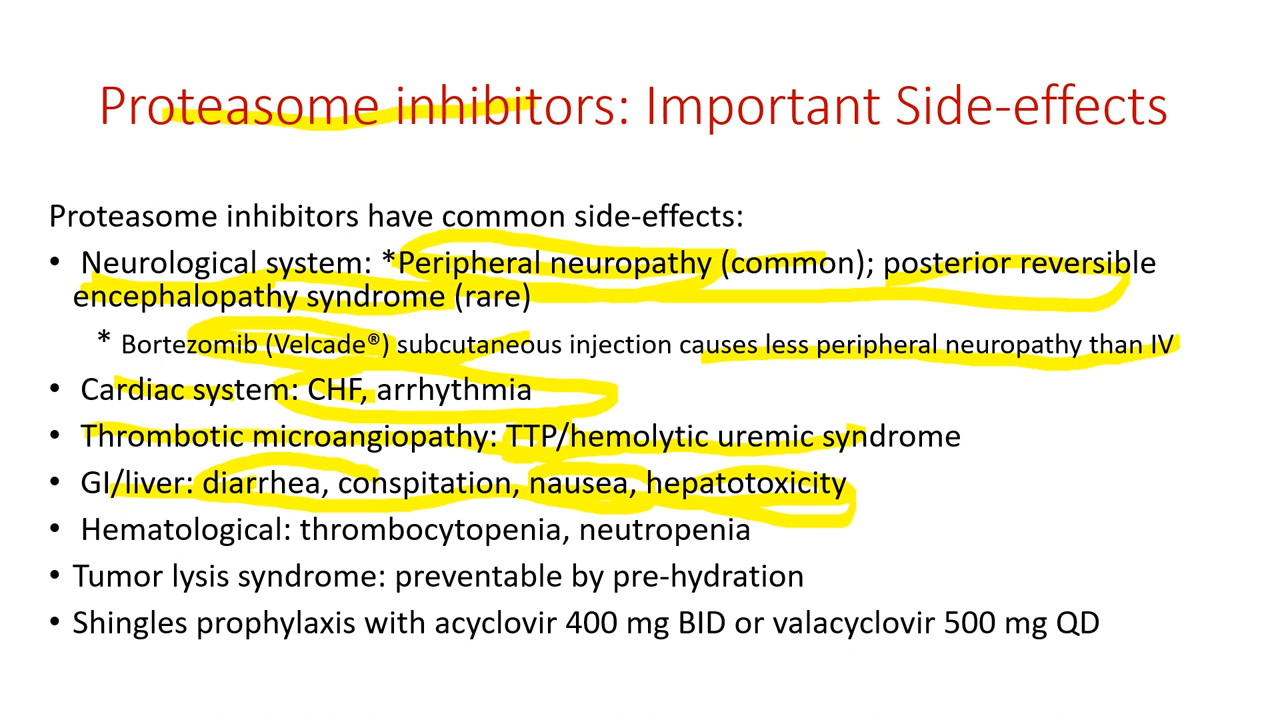 Proteasome inhibitors: Important Side-effects
Proteasome inhibitors have common side-effects:
• Neurological system: *Peripheral neuropathy (common); posterior reversible
encephalopathy syndrome (rare)
* Bortezomib (Velcade®) subcutaneous injection causes less peripheral neuropathy than IV
• Cardiac system: CHF, arrhythmia
• Thrombotic microangiopathy: TTP/hemolytic uremic syndrome
• GI/liver: diarrhea, conspitation, nausea, hepatotoxicity
• Hematological: thrombocytopenia, neutropenia
• Tumor lysis syndrome: preventable by pre-hydration
• Shingles prophylaxis with acyclovir 400 mg BID or valacyclovir 500 mg QD